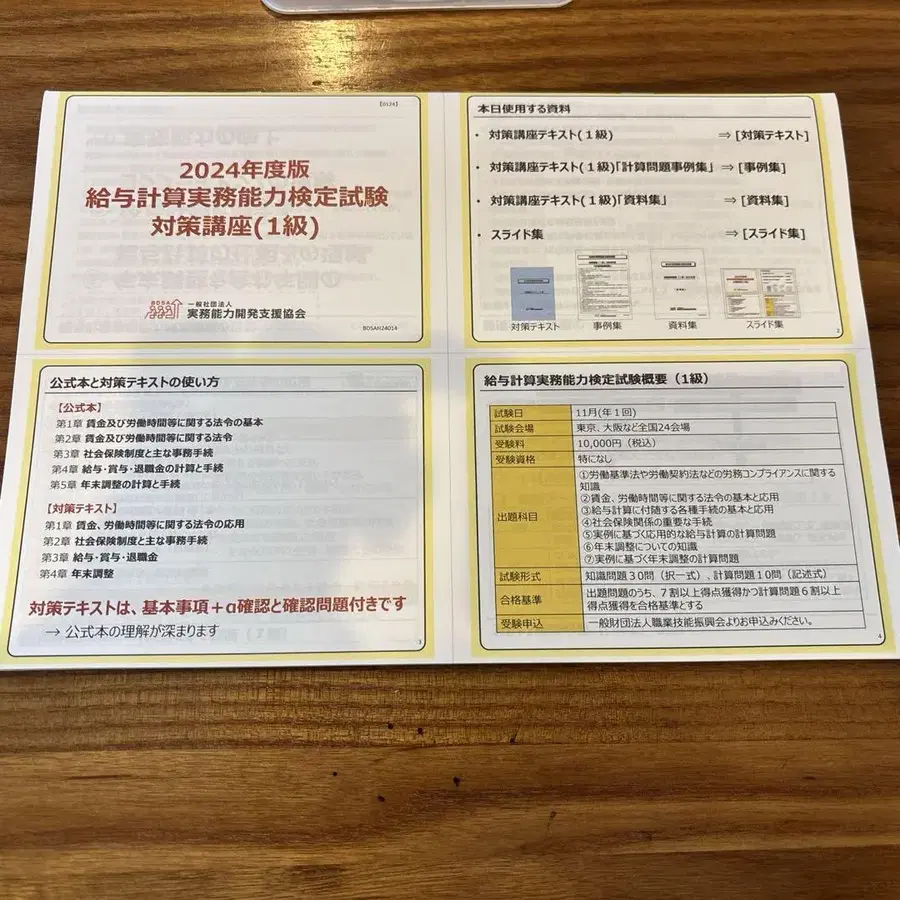 【0124】
2024年度版
給与計算実務能力検定試験
対策講座(1級)
BDSA
一般社団法人
実務能力開発支援協会
BDSAH24014
本日使用する資料
・ 対策講座テキスト(1級) ⇒ [対策テキスト]
・ 対策講座テキスト(1級)「計算問題事例集」 ⇒ [事例集]
・ 対策講座テキスト(1級)「資料集」 ⇒ [資料集]
・ スライド集 ⇒ [スライド集]
対策テキスト 事例集 資料集 スライド集
2
公式本と対策テキストの使い方
【公式本】
第1章 賃金及び労働時間等に関する法令の基本
第2章 賃金及び労働時間等に関する法令
第3章 社会保険制度と主な事務手続
第4章 給与・賞与・退職金の計算と手続
第5章 年末調整の計算と手続
【対策テキスト】
第1章 賃金、労働時間等に関する法令の応用
第2章 社会保険制度と主な事務手続
第3章 給与・賞与・退職金
第4章 年末調整
対策テキストは、基本事項+α確認と確認問題付きです
→ 公式本の理解が深まります
3
給与計算実務能力検定試験概要(1級)
試験日 11月(年1回)
試験会場 東京、大阪など全国24会場
受験料 10,000円(税込)
受験資格 特になし
出題科目 ①労働基準法や労働契約法などの労務コンプライアンスに関する
知識
②賃金、労働時間等に関する法令の基本と応用
③給与計算に付随する各種手続の基本と応用
④社会保険関係の重要な手続
⑤実例に基づく応用的な給与計算の計算問題
⑥年末調整についての知識
⑦実例に基づく年末調整の計算問題
試験形式 知識問題30問(択一式)、計算問題10問(記述式)
合格基準 出題問題のうち、7割以上得点獲得かつ計算問題6割以上
得点獲得を合格基準とする
受験申込 一般財団法人職業技能振興会よりお申込みください。
4